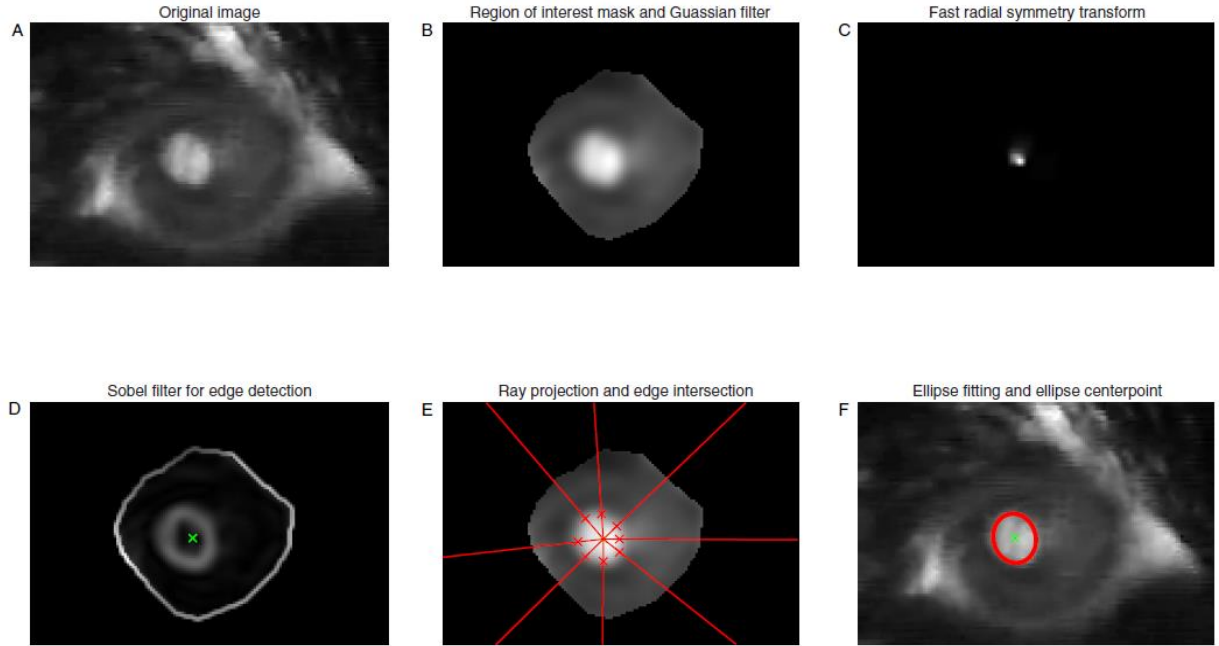 Original image
Region of interest mask and Guassian filter
Fast radial symmetry transform
A
B
C
Sobel filter for edge detection
Ray projection and edge intersection
Ellipse fitting and ellipse centerpoint
D
E
F